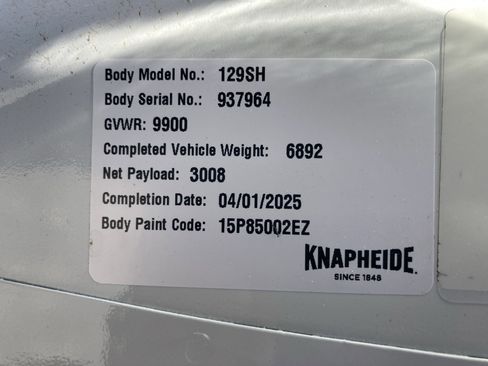 Body Model No.: 129SH
Body Serial No.: 937964
GVWR: 9900
Completed Vehicle Weight: 6892
Net Payload: 3008
Completion Date: 04/01/2025
Body Paint Code: 15P85002EZ
KNAPHEIDE
SINCE 1848